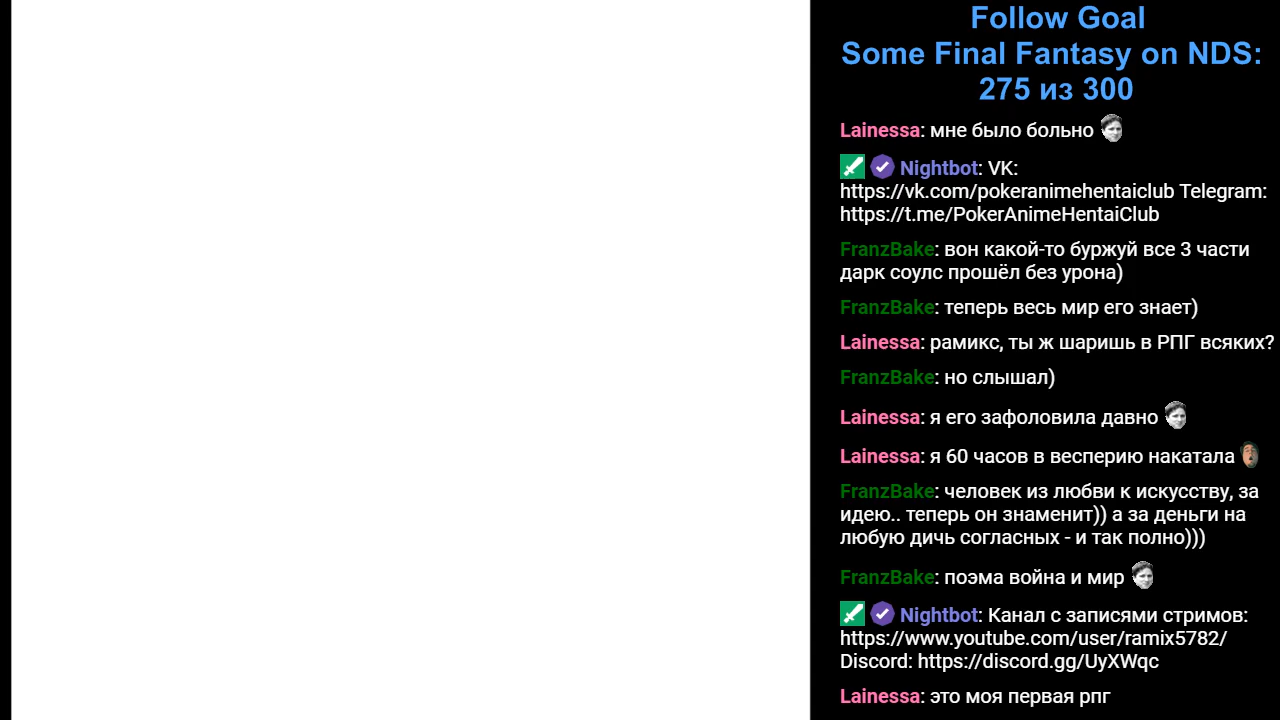 Follow Goal
Some Final Fantasy on NDS:
275 из 300
Lainessa: мне было больно
Nightbot: VK:
https://vk.com/pokeranimehentaiclub Telegram:
https://t.me/PokerAnimeHentaiClub
FranzBake: вон какой-то буржуй все 3 части
дарк соулс прошёл без урона)
FranzBake: теперь весь мир его знает)
Lainessa: рамикс, ты ж шаришь в РПГ всяких?
FranzBake: но слышал)
Lainessa: я его зафоловила давно
Lainessa: я 60 часов в весперию накатала
FranzBake: человек из любви к искусству, за
идею.. теперь он знаменит)) а за деньги на
любую дичь согласных - и так полно)))
FranzBake: поэма война и мир
Nightbot: Канал с записями стримов:
https://www.youtube.com/user/ramix5782/
Discord: https://discord.gg/UyXWqc
Lainessa: это моя первая рпг